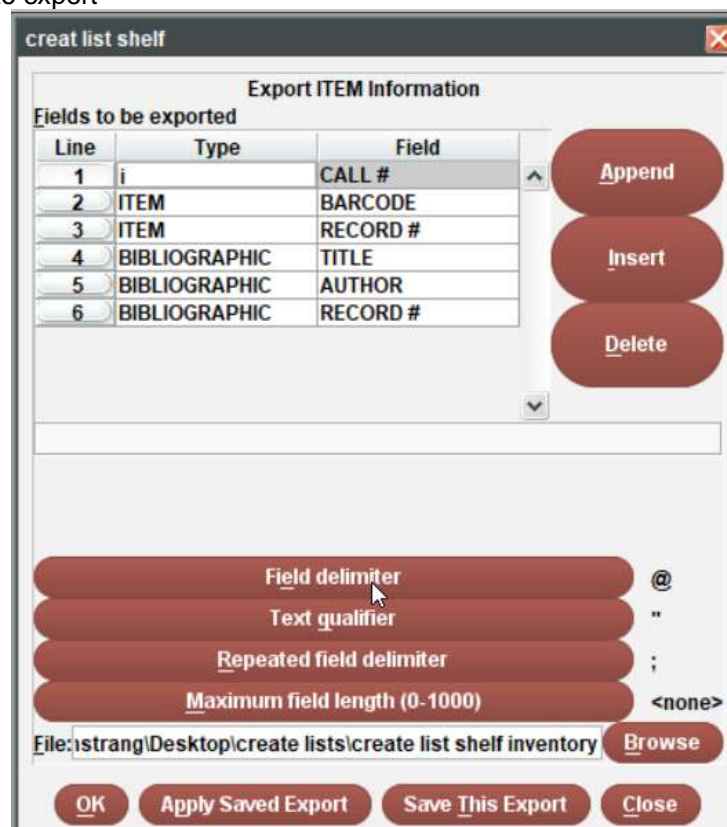 creat list shelf
Export ITEM Information
Fields to be exported
Line Type Field
1 i CALL #
2 ITEM BARCODE
3 ITEM RECORD #
4 BIBLIOGRAPHIC TITLE
5 BIBLIOGRAPHIC AUTHOR
6 BIBLIOGRAPHIC RECORD #
Append
Insert
Delete
Field delimiter @
Text qualifier "
Repeated field delimiter ;
Maximum field length (0-1000) <none>
File: \Desktop\create lists\create list shelf inventory Browse
OK Apply Saved Export Save This Export Close